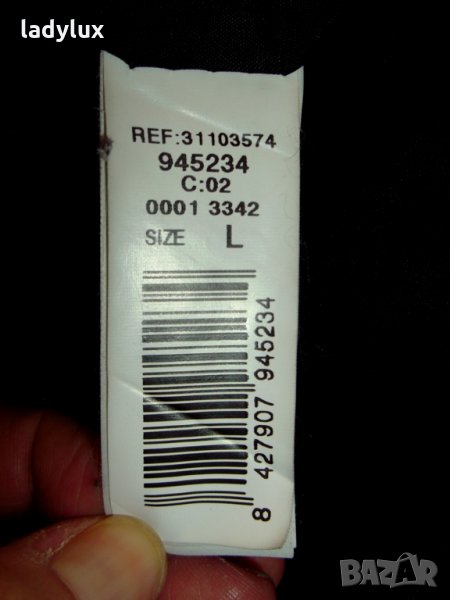 ladylux
REF:31103574
945234
C:02
0001 3342
SIZE L
8 427907 945234
BAZAR